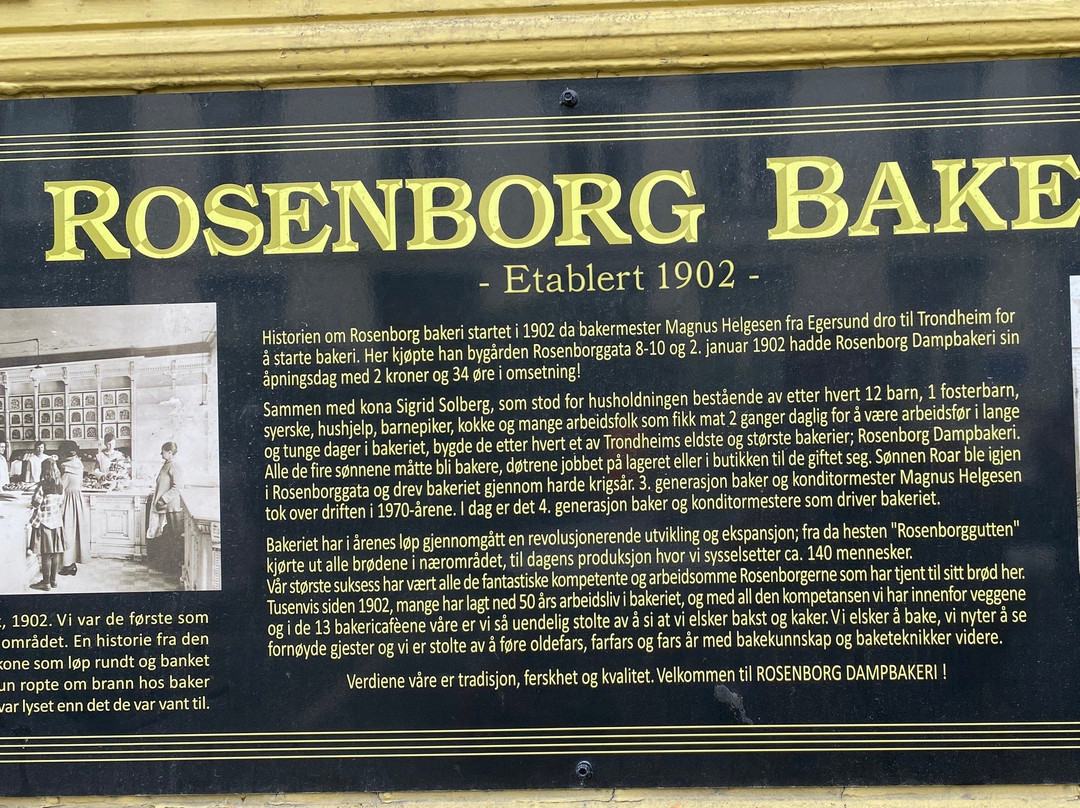 ROSENBORG BAKE
- Etablert 1902 -
Historien om Rosenborg bakeri startet i 1902 da bakermester Magnus Helgesen fra Egersund dro til Trondheim for
å starte bakeri. Her kjøpte han bygården Rosenborggata 8-10 og 2. januar 1902 hadde Rosenborg Dampbakeri sin
åpningsdag med 2 kroner og 34 øre i omsetning!
Sammen med kona Sigrid Solberg, som stod for husholdningen bestående av etter hvert 12 barn, 1 fosterbarn,
syerske, hushjelp, barnepiker, kokke og mange arbeidsfolk som fikk mat 2 ganger daglig for å være arbeidsfør i lange
og tunge dager i bakeriet, bygde de etter hvert et av Trondheims eldste og største bakerier; Rosenborg Dampbakeri.
Alle de fire sønnene måtte bli bakere, døtrene jobbet på lageret eller i butikken til de giftet seg. Sønnen Roar ble igjen
i Rosenborggata og drev bakeriet gjennom harde krigsår. 3. generasjon baker og konditormester Magnus Helgesen
tok over driften i 1970-årene. I dag er det 4. generasjon baker og konditormestere som driver bakeriet.
Bakeriet har i årenes løp gjennomgått en revolusjonerende utvikling og ekspansjon; fra da hesten "Rosenborggutten"
kjørte ut alle brødene i nærområdet, til dagens produksjon hvor vi sysselsetter ca. 140 mennesker.
Vår største suksess har vært alle de fantastiske kompetente og arbeidsomme Rosenborgerne som har tjent til sitt brød her.
Tusenvis siden 1902, mange har lagt ned 50 års arbeidsliv i bakeriet, og med all den kompetansen vi har innenfor veggene
og i de 13 bakericafèene våre er vi så uendelig stolte av å si at vi elsker bakst og kaker. Vi elsker å bake, vi nyter å se
fornøyde gjester og vi er stolte av å føre oldefars, farfars og fars år med bakekunnskap og baketeknikker videre.
Verdiene våre er tradisjon, ferskhet og kvalitet. Velkommen til ROSENBORG DAMPBAKERI !
, 1902. Vi var de første som
området. En historie fra den
kone som løp rundt og banket
un ropte om brann hos baker
var lyset enn det de var vant til.